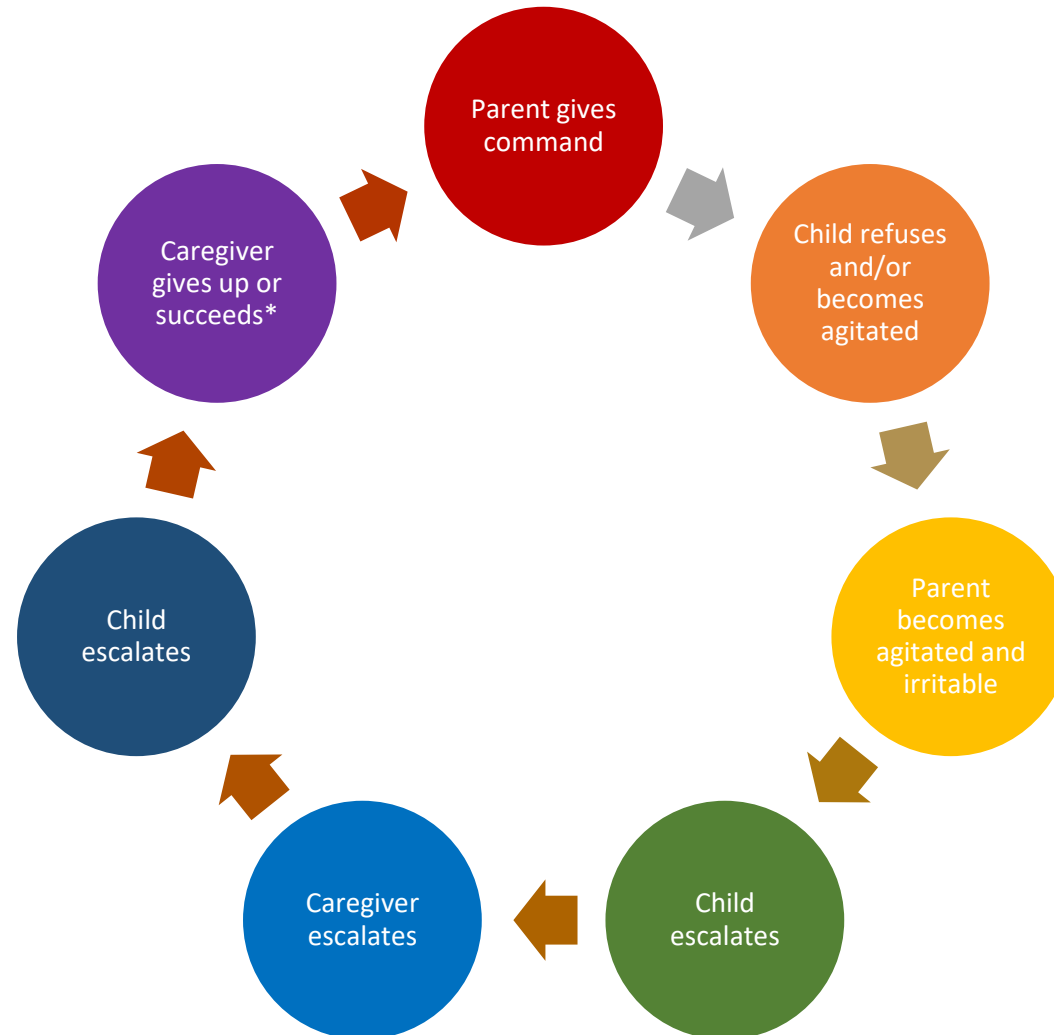 Parent gives
command
Child refuses
and/or
becomes
agitated
Parent
becomes
agitated and
irritable
Child
escalates
Caregiver
escalates
Child
escalates
Caregiver
gives up or
succeeds*